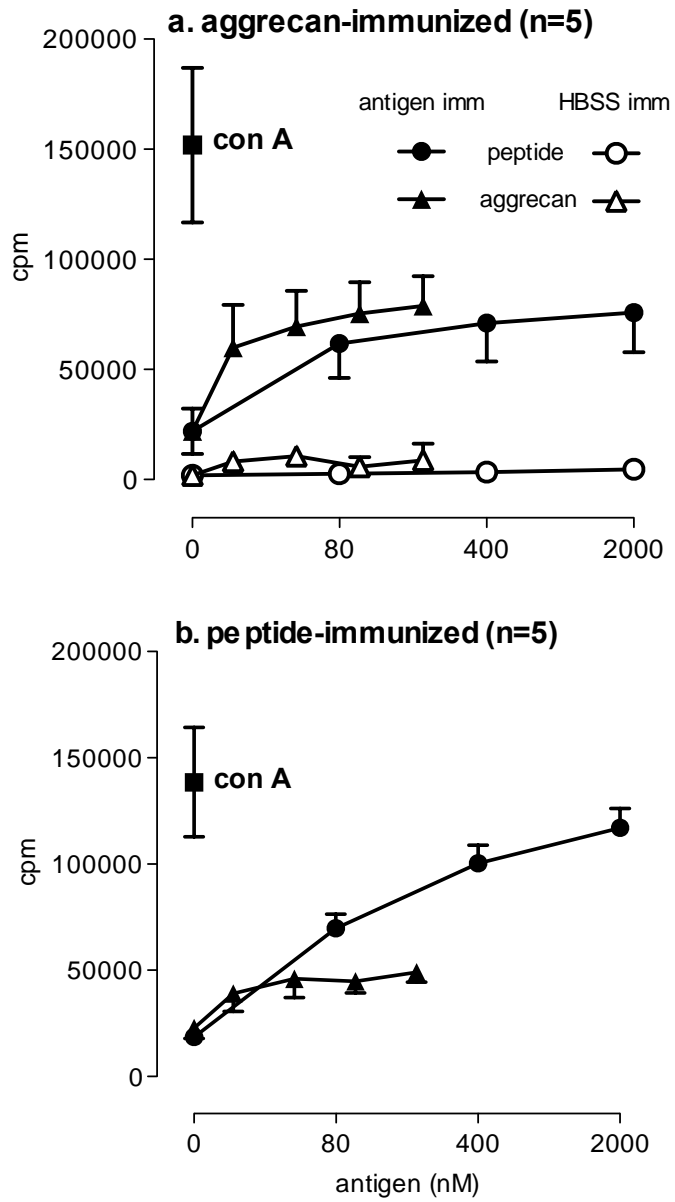 a. aggrecan-immunized (n=5)
200000
antigen imm HBSS imm
con A
peptide
150000
aggrecan
cpm
100000
50000
0
0 80 400 2000
b. peptide-immunized (n=5)
200000
150000
con A
cpm
100000
50000
0
0 80 400 2000
antigen (nM)